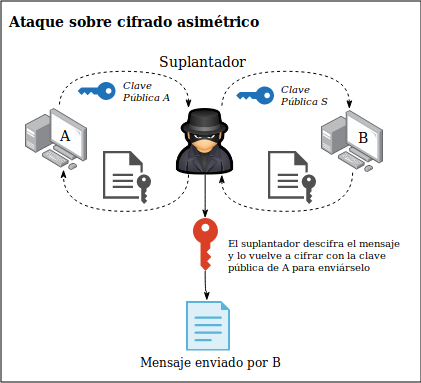 Ataque sobre cifrado asimétrico
Suplantador
Clave
Pública A
Clave
Pública S
A
B
El suplantador descifra el mensaje
y lo vuelve a cifrar con la clave
pública de A para enviárselo
Mensaje enviado por B